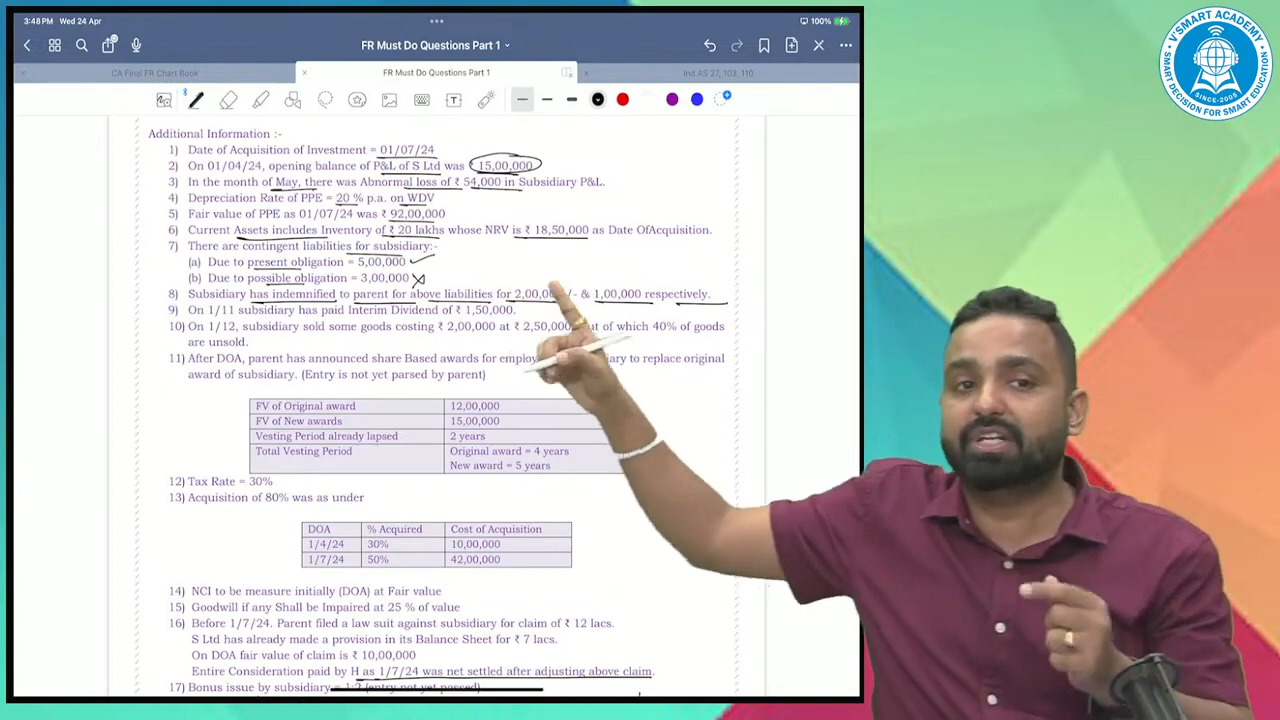 3:48 PM Wed 24 Apr
100%
FR Must Do Questions Part 1
CA Final FR Chart Book
FR Must Do Questions Part 1
Ind AS 27, 103, 110
Additional Information :-
1) Date of Acquisition of Investment = 01/07/24
2) On 01/04/24, opening balance of P&L of S Ltd was ₹ 15,00,000
3) In the month of May, there was Abnormal loss of ₹ 54,000 in Subsidiary P&L.
4) Depreciation Rate of PPE = 20 % p.a. on WDV
5) Fair value of PPE as 01/07/24 was ₹ 92,00,000
6) Current Assets includes Inventory of ₹ 20 lakhs whose NRV is ₹ 18,50,000 as Date OfAcquisition.
7) There are contingent liabilities for subsidiary:-
(a) Due to present obligation = 5,00,000
(b) Due to possible obligation = 3,00,000
8) Subsidiary has indemnified to parent for above liabilities for 2,00,00 /- & 1,00,000 respectively.
9) On 1/11 subsidiary has paid Interim Dividend of ₹ 1,50,000.
10) On 1/12, subsidiary sold some goods costing ₹ 2,00,000 at ₹ 2,50,000 out of which 40% of goods
are unsold.
11) After DOA, parent has announced share Based awards for to replace original
award of subsidiary. (Entry is not yet parsed by parent)
FV of Original award 12,00,000
FV of New awards 15,00,000
Vesting Period already lapsed 2 years
Total Vesting Period Original award = 4 years
New award = 5 years
12) Tax Rate = 30%
13) Acquisition of 80% was as under
DOA % Acquired Cost of Acquisition
1/4/24 30% 10,00,000
1/7/24 50% 42,00,000
14) NCI to be measure initially (DOA) at Fair value
15) Goodwill if any Shall be Impaired at 25 % of value
16) Before 1/7/24. Parent filed a law suit against subsidiary for claim of ₹ 12 lacs.
S Ltd has already made a provision in its Balance Sheet for ₹ 7 lacs.
On DOA fair value of claim is ₹ 10,00,000
Entire Consideration paid by H as 1/7/24 was net settled after adjusting above claim.
17) Bonus issue by subsidiary = 1:2 (entry not yet passed)
V'SMART ACADEMY
SINCE-2005
SMART DECISION FOR SMART EDUCATION